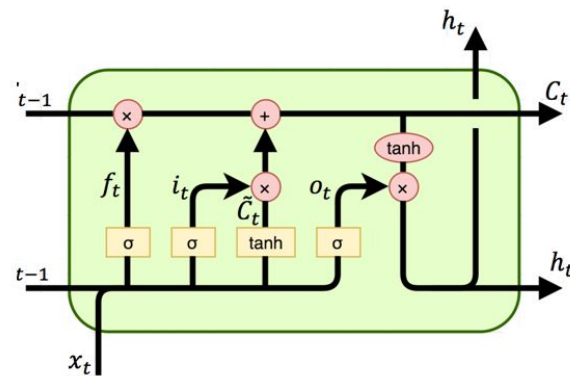 h_t
t−1
C_t
×
+
tanh
f_t
i_t
×
C̃_t
o_t
×
σ
σ
tanh
σ
t−1
h_t
x_t